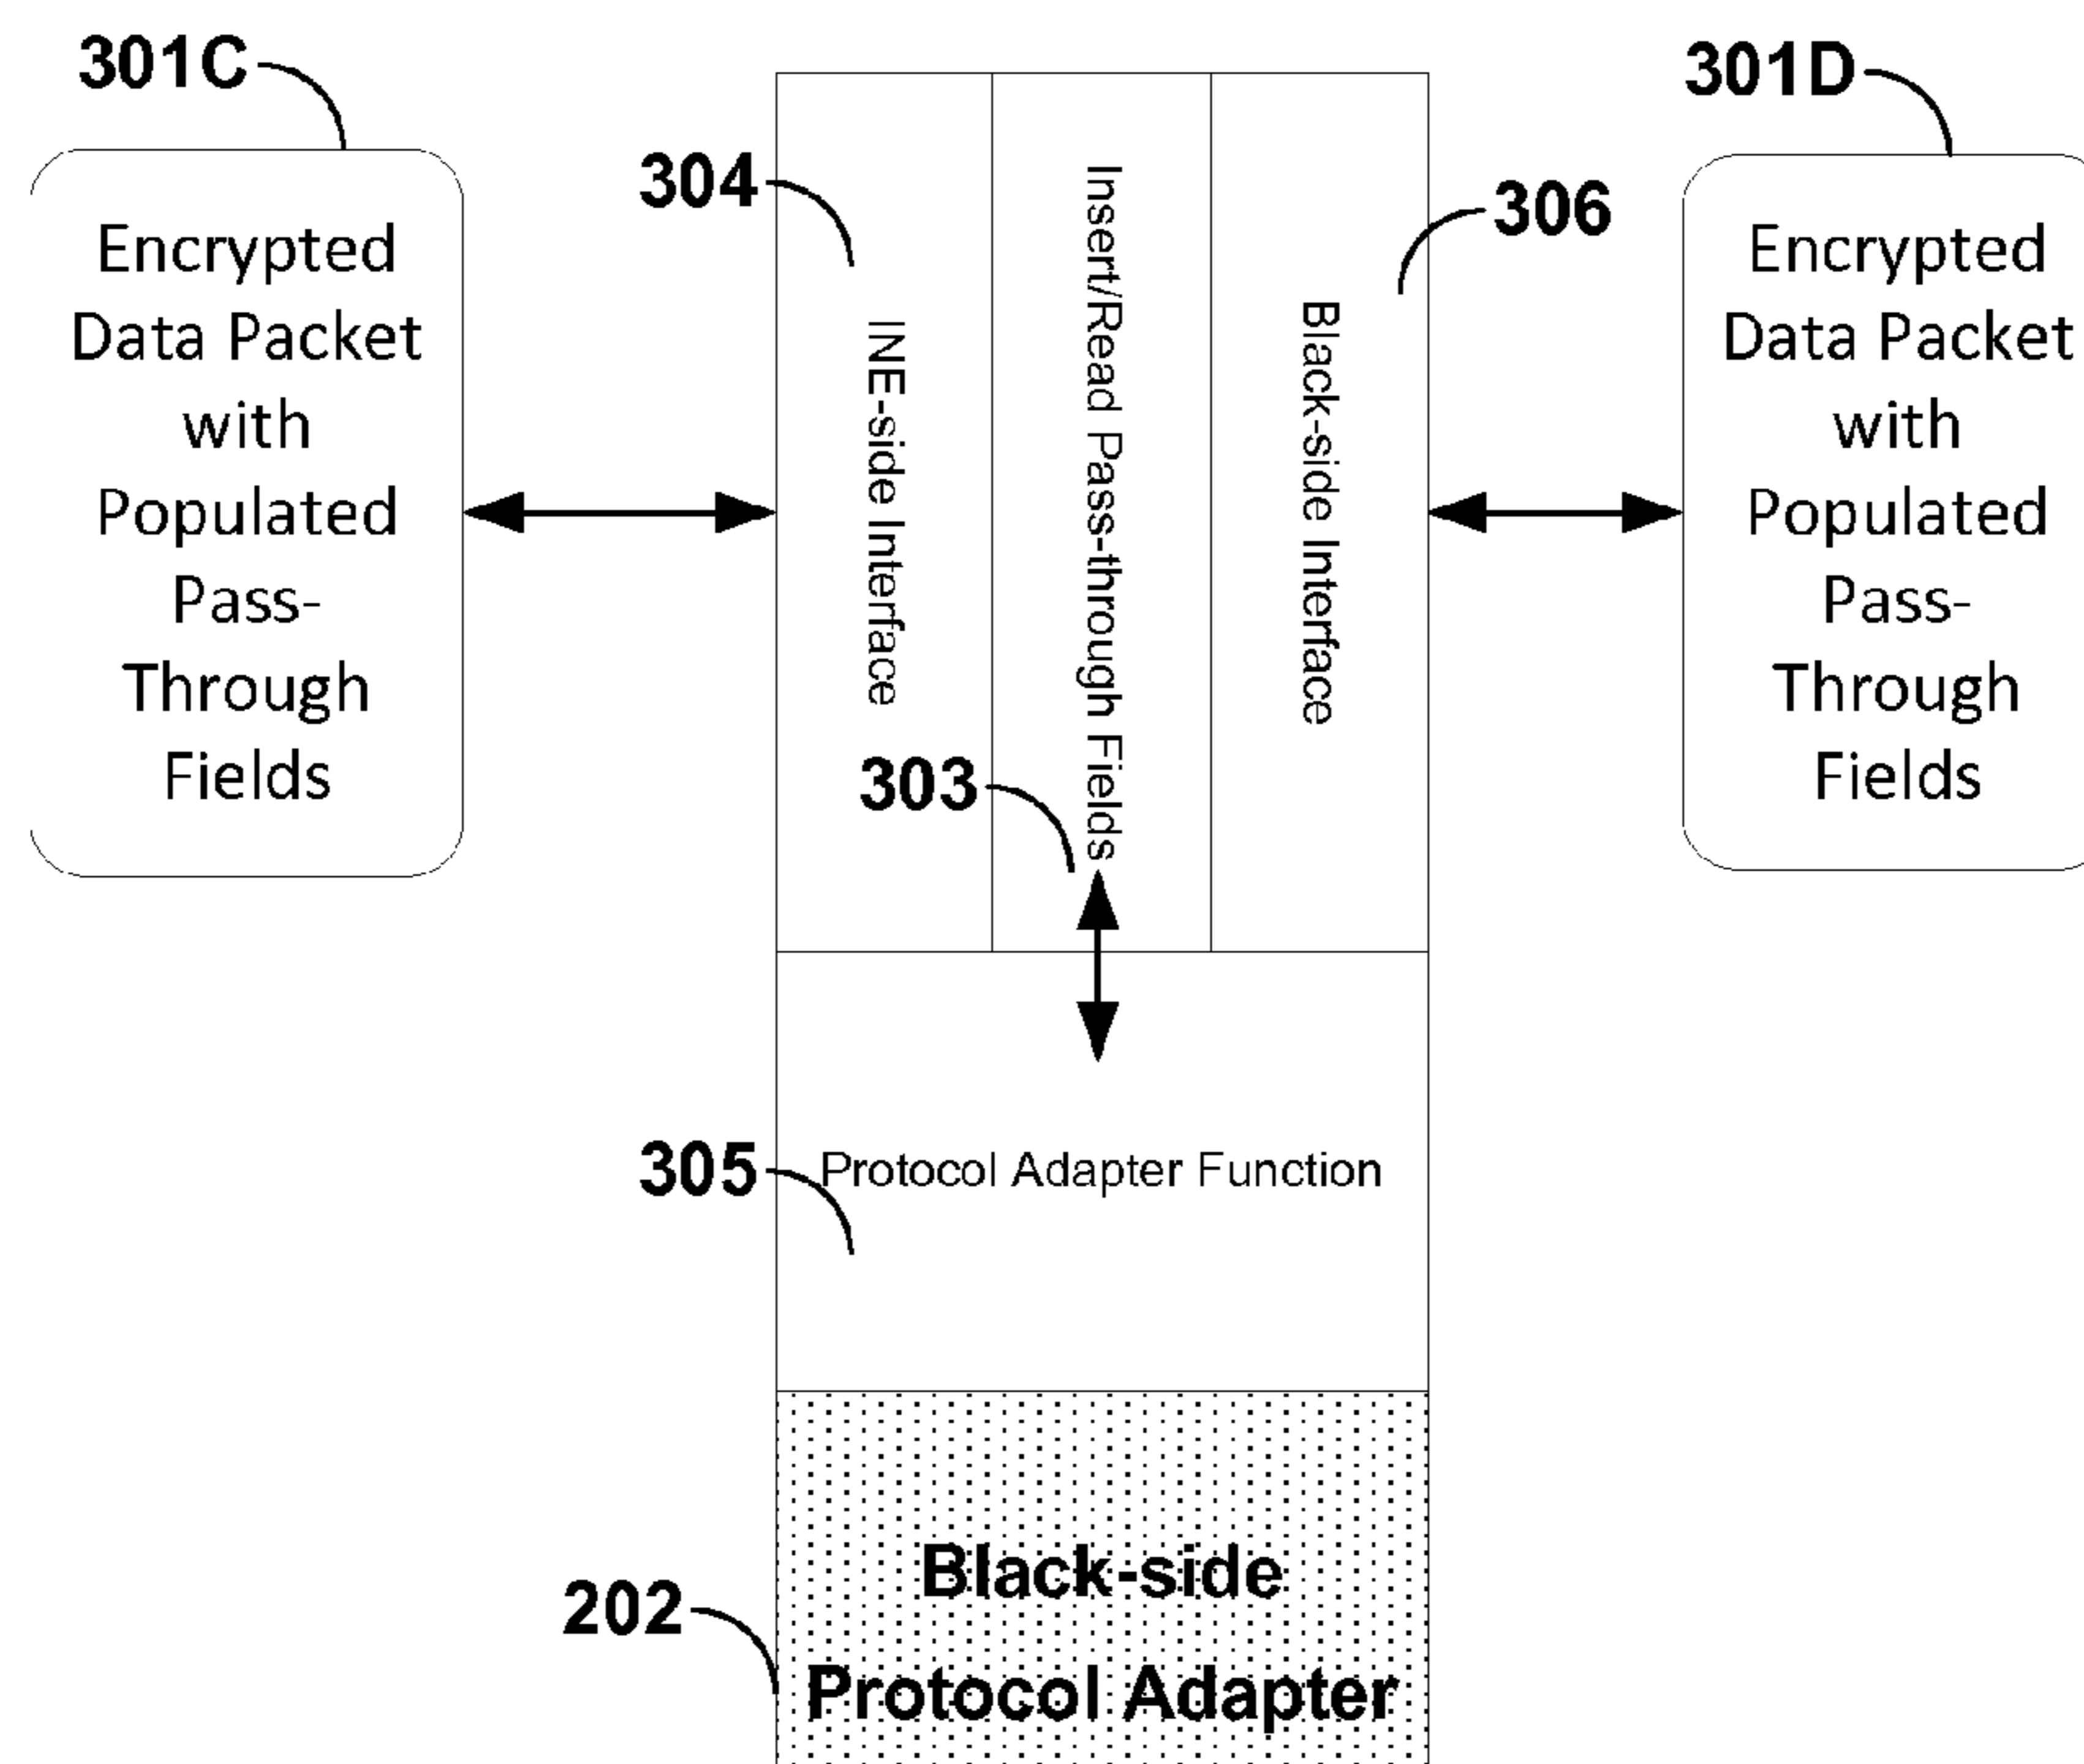 301C
Encrypted
Data Packet
with
Populated
Pass-
Through
Fields
304
INE-side Interface
Insert/Read Pass-through Fields
303
Black-side Interface
306
301D
Encrypted
Data Packet
with
Populated
Pass-
Through
Fields
305
Protocol Adapter Function
202
Black-side
Protocol Adapter